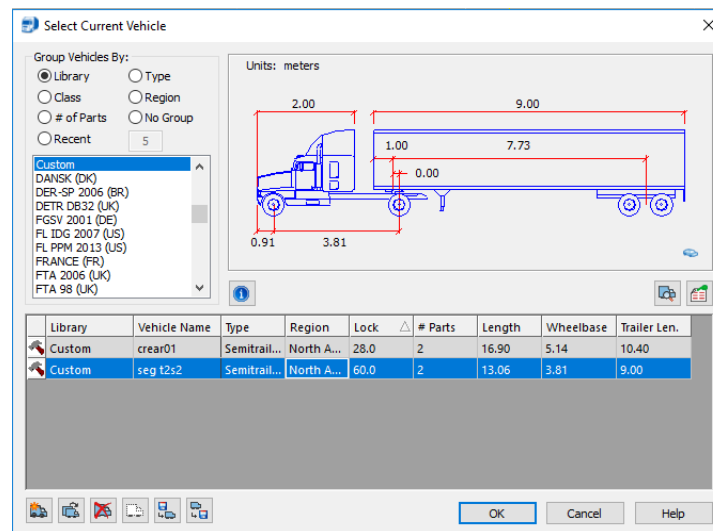 Select Current Vehicle
Group Vehicles By:
Library
Type
Class
Region
# of Parts
No Group
Recent
5
Custom
DANSK (DK)
DER-SP 2006 (BR)
DETR DB32 (UK)
FGSV 2001 (DE)
FL IDG 2007 (US)
FL PPM 2013 (US)
FRANCE (FR)
FTA 2006 (UK)
FTA 98 (UK)
Units: meters
2.00
9.00
1.00
7.73
0.00
0.91
3.81
Library Vehicle Name Type Region Lock # Parts Length Wheelbase Trailer Len.
Custom crear01 Semitrail... North A... 28.0 2 16.90 5.14 10.40
Custom seg t2s2 Semitrail... North A... 60.0 2 13.06 3.81 9.00
OK
Cancel
Help